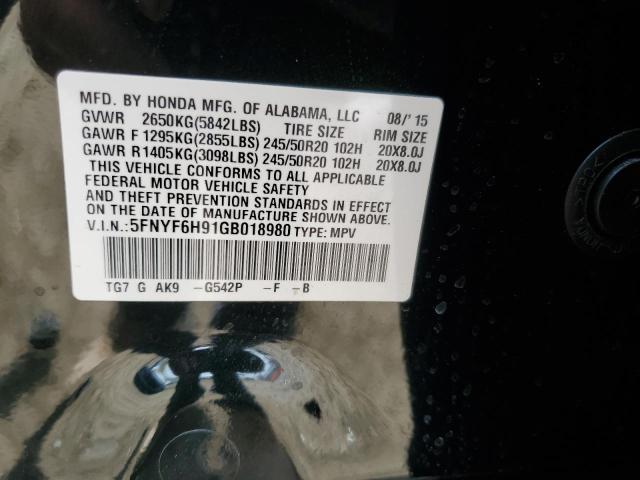 MFD. BY HONDA MFG. OF ALABAMA, LLC 08/'15
GVWR 2650KG(5842LBS) TIRE SIZE RIM SIZE
GAWR F 1295KG(2855LBS) 245/50R20 102H 20X8.0J
GAWR R1405KG(3098LBS) 245/50R20 102H 20X8.0J
THIS VEHICLE CONFORMS TO ALL APPLICABLE
FEDERAL MOTOR VEHICLE SAFETY
AND THEFT PREVENTION STANDARDS IN EFFECT
ON THE DATE OF MANUFACTURE SHOWN ABOVE.
V.I.N.:5FNYF6H91GB018980 TYPE: MPV
TG7 G AK9 -G542P -F -B